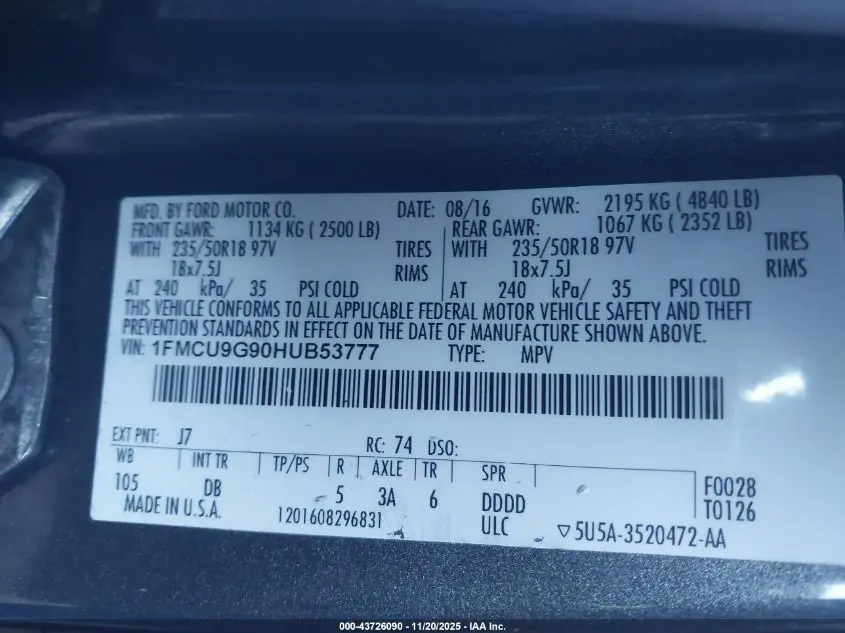 MFD. BY FORD MOTOR CO. DATE: 08/16 GVWR: 2195 KG ( 4840 LB)
FRONT GAWR: 1134 KG ( 2500 LB) REAR GAWR: 1067 KG ( 2352 LB)
WITH 235/50R18 97V TIRES WITH 235/50R18 97V TIRES
18x7.5J RIMS 18x7.5J RIMS
AT 240 kPa/ 35 PSI COLD AT 240 kPa/ 35 PSI COLD
THIS VEHICLE CONFORMS TO ALL APPLICABLE FEDERAL MOTOR VEHICLE SAFETY AND THEFT
PREVENTION STANDARDS IN EFFECT ON THE DATE OF MANUFACTURE SHOWN ABOVE.
VIN: 1FMCU9G90HUB53777 TYPE: MPV
EXT PNT: J7 RC: 74 DSO:
WB INT TR TP/PS R AXLE TR SPR
105 DB 5 3A 6 DDDD F0028
MADE IN U.S.A. 1201608296831 ULC T0126
▽5U5A-3520472-AA
000-43726090 - 11/20/2025 - IAA Inc.